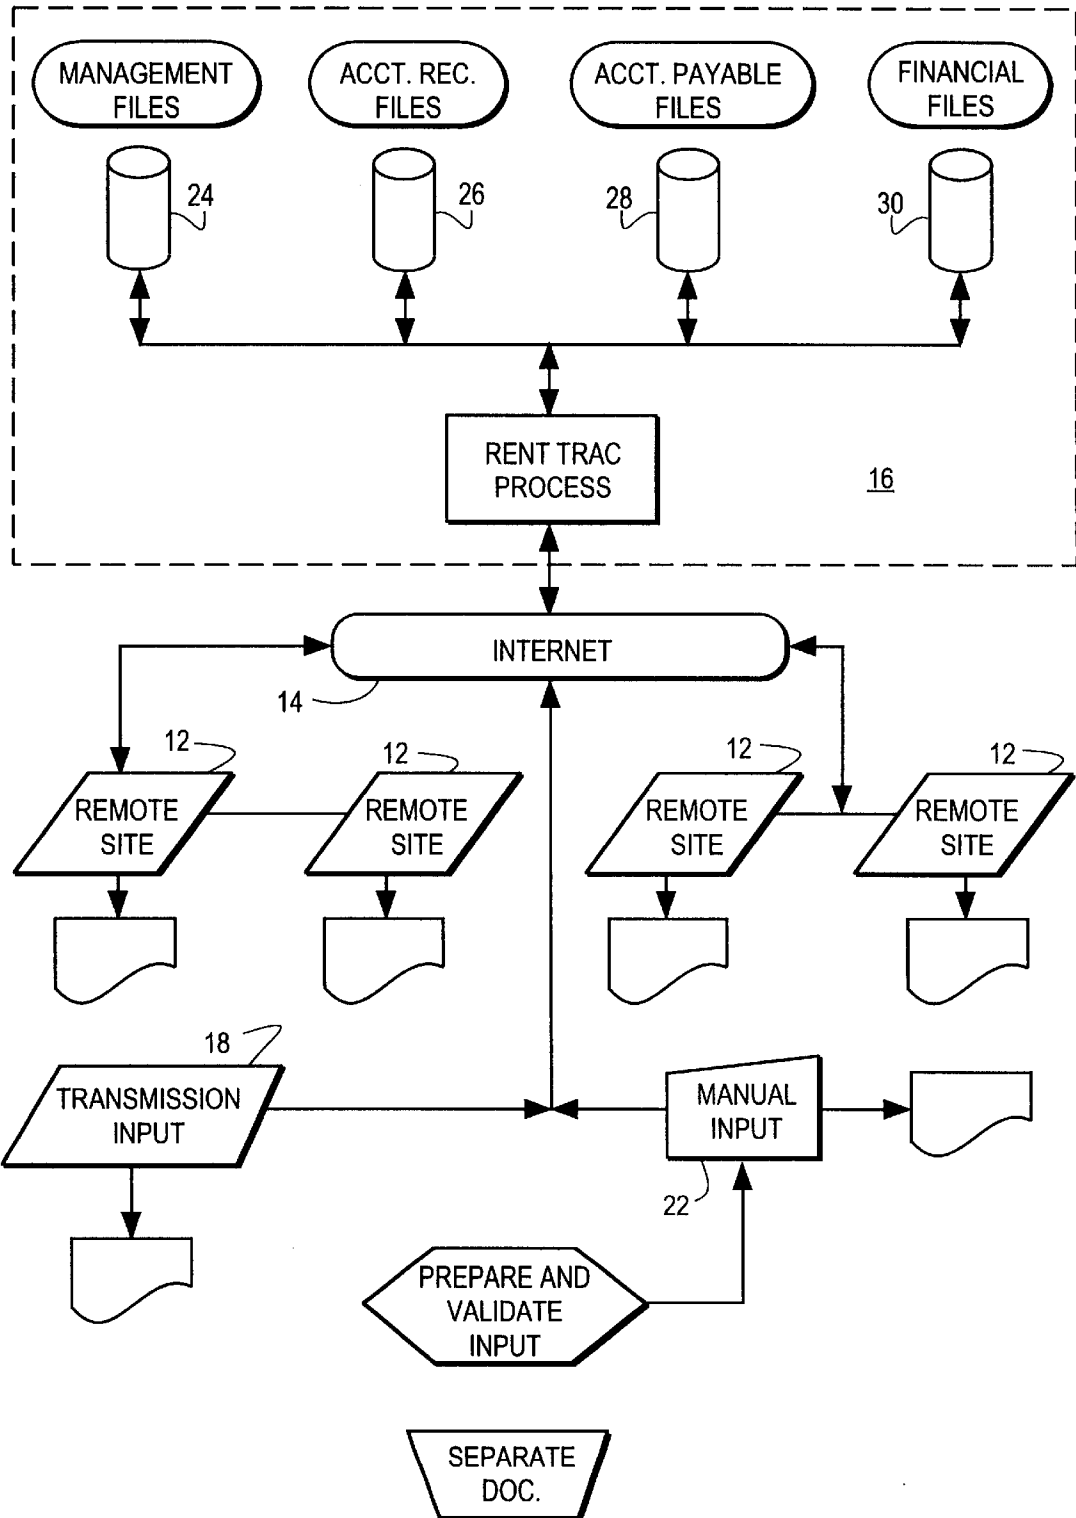 MANAGEMENT
FILES
ACCT. REC.
FILES
ACCT. PAYABLE
FILES
FINANCIAL
FILES
24
26
28
30
RENT TRAC
PROCESS
16
INTERNET
14
12
12
12
12
REMOTE
SITE
REMOTE
SITE
REMOTE
SITE
REMOTE
SITE
18
TRANSMISSION
INPUT
MANUAL
INPUT
22
PREPARE AND
VALIDATE
INPUT
SEPARATE
DOC.